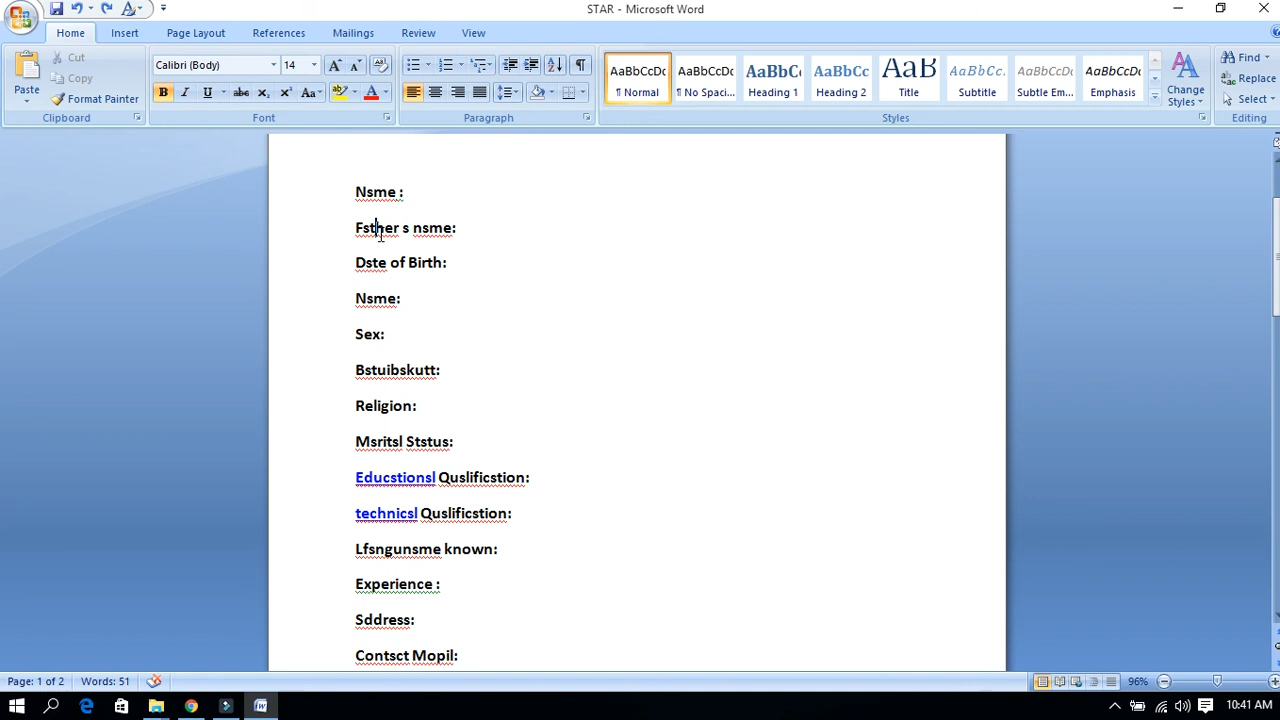 STAR - Microsoft Word
Home Insert Page Layout References Mailings Review View
Paste
Cut
Copy
Format Painter
Clipboard
Calibri (Body) 14
B I U abc X₂ X² Aa
Font
Paragraph
AaBbCcDc AaBbCcDc AaBbC AaBbCc AaB AaBbCc. AaBbCcDc AaBbCcDc
¶ Normal ¶ No Spaci... Heading 1 Heading 2 Title Subtitle Subtle Em... Emphasis
Change Styles
Styles
Find
Replace
Select
Editing
Nsme :
Fsther s nsme:
Dste of Birth:
Nsme:
Sex:
Bstuibskutt:
Religion:
Msritsl Ststus:
Educstionsl Quslificstion:
technicsl Quslificstion:
Lfsngunsme known:
Experience :
Sddress:
Contsct Mopil:
Page: 1 of 2 Words: 51 96%
10:41 AM